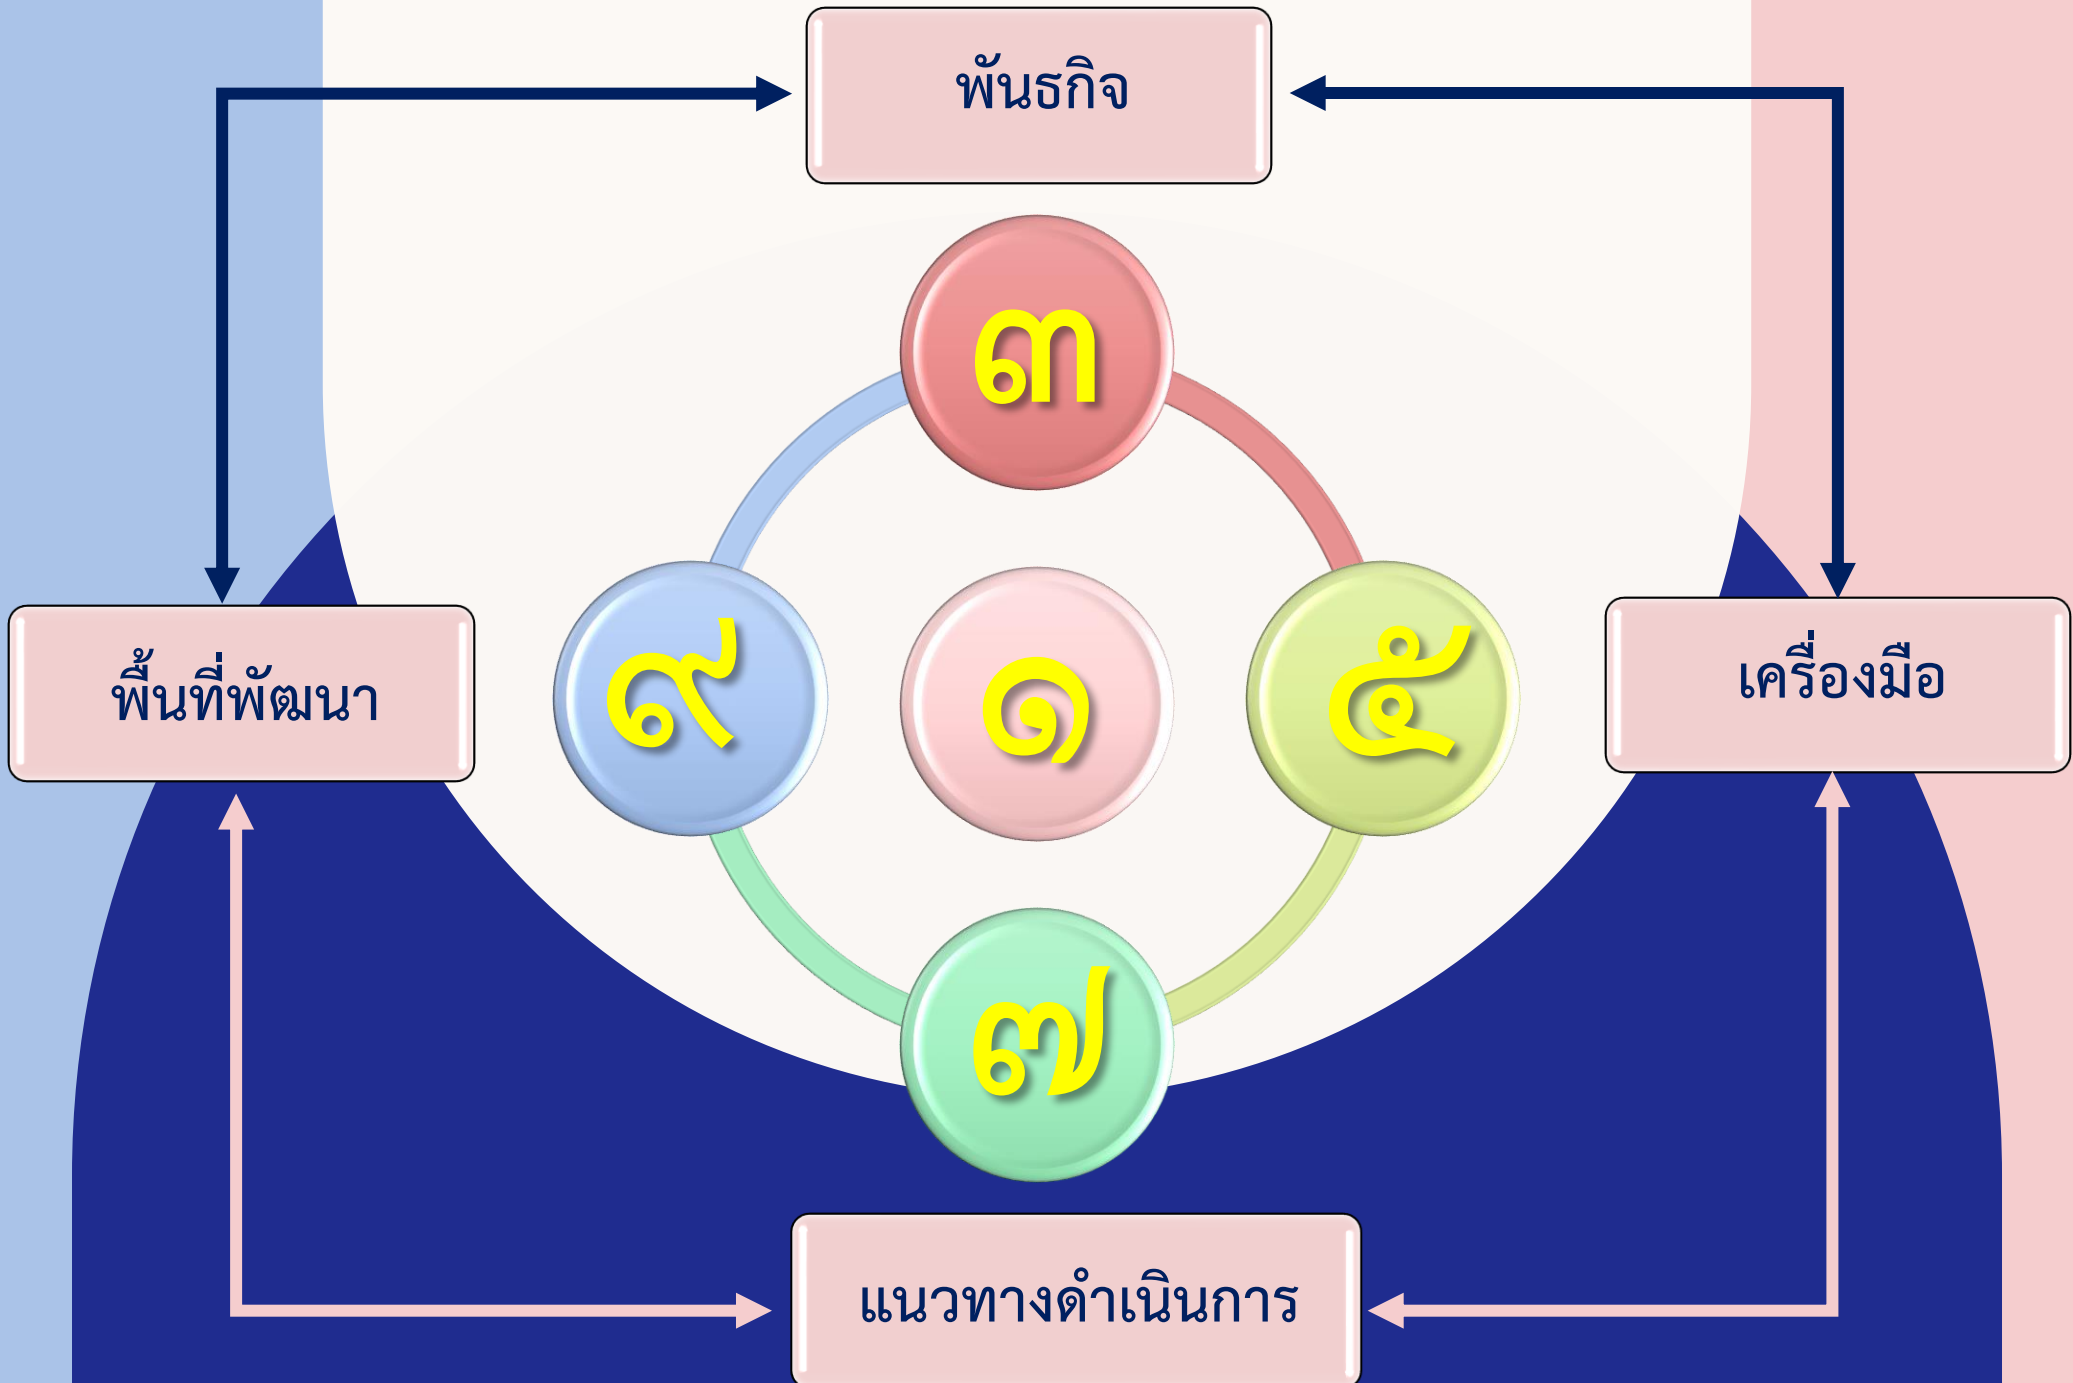 พันธกิจ
๓
พื้นที่พัฒนา
๙
๑
๕
เครื่องมือ
๗
แนวทางดำเนินการ